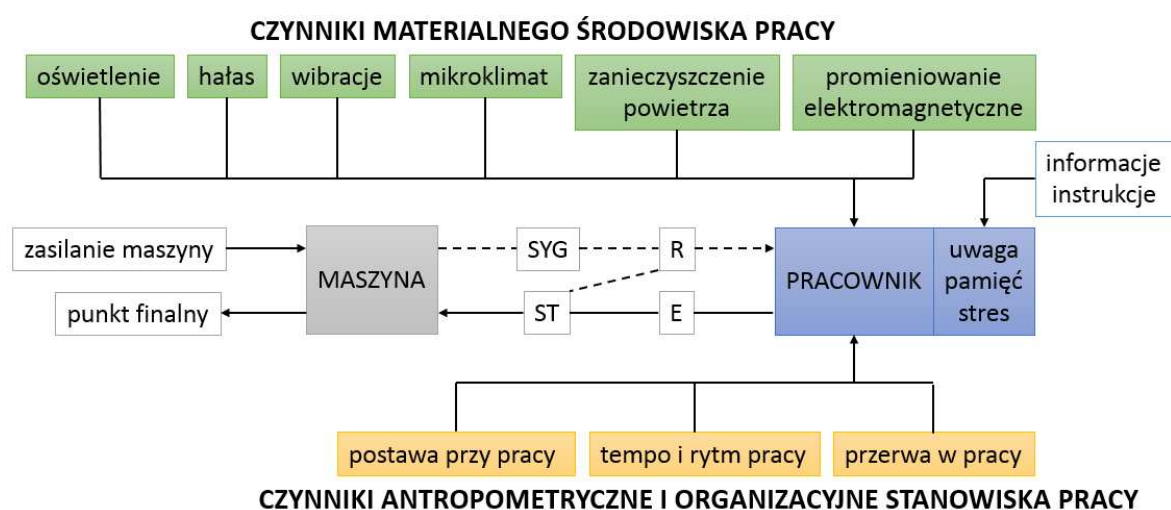 CZYNNIKI MATERIALNEGO ŚRODOWISKA PRACY
oświetlenie
hałas
wibracje
mikroklimat
zanieczyszczenie
powietrza
promieniowanie
elektromagnetyczne
informacje
instrukcje
zasilanie maszyny
MASZYNA
SYG
R
PRACOWNIK
uwaga
pamięć
stres
punkt finalny
ST
E
postawa przy pracy
tempo i rytm pracy
przerwa w pracy
CZYNNIKI ANTROPOMETRYCZNE I ORGANIZACYJNE STANOWISKA PRACY